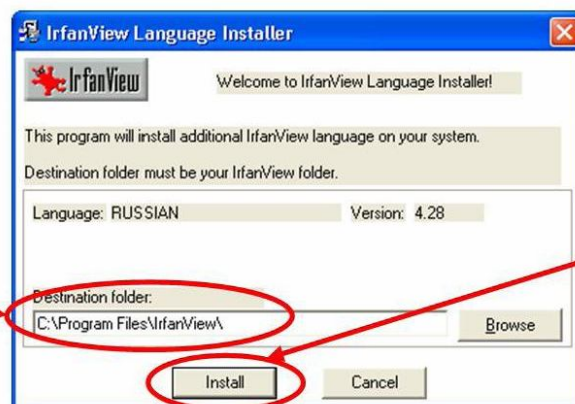 IrfanView Language Installer
IrfanView
Welcome to IrfanView Language Installer!
This program will install additional IrfanView language on your system.
Destination folder must be your IrfanView folder.
Language: RUSSIAN
Version: 4.28
Destination folder:
C:\Program Files\IrfanView\
Browse
Install
Cancel